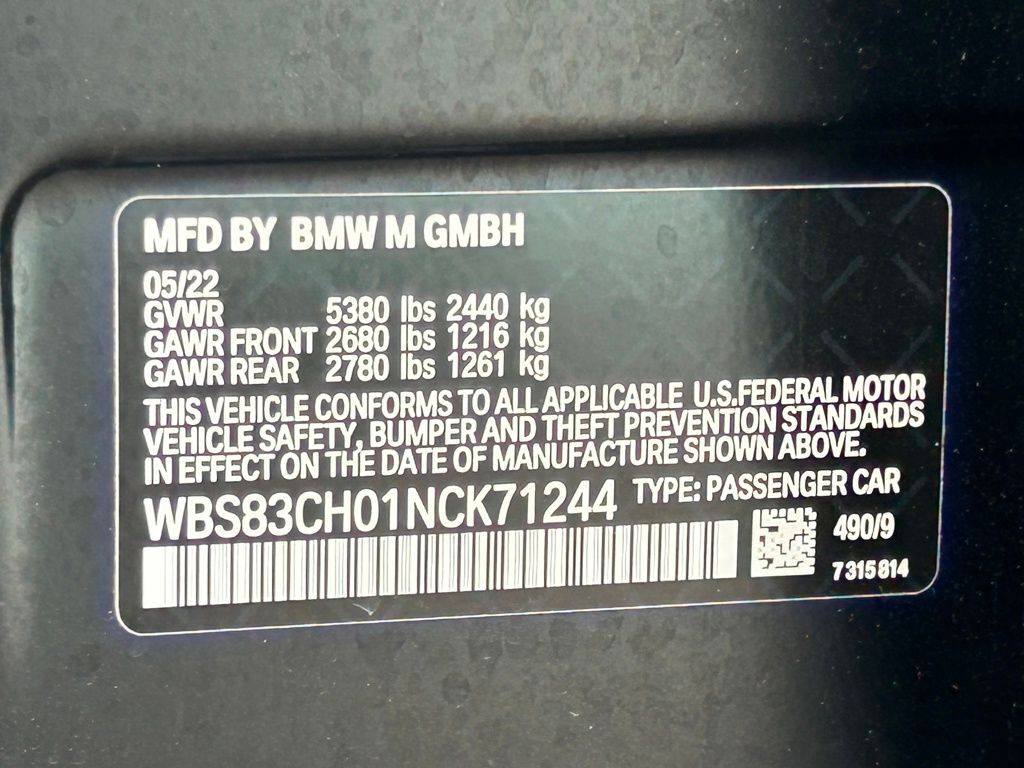 MFD BY BMW M GMBH
05/22
GVWR 5380 lbs 2440 kg
GAWR FRONT 2680 lbs 1216 kg
GAWR REAR 2780 lbs 1261 kg
THIS VEHICLE CONFORMS TO ALL APPLICABLE U.S.FEDERAL MOTOR
VEHICLE SAFETY, BUMPER AND THEFT PREVENTION STANDARDS
IN EFFECT ON THE DATE OF MANUFACTURE SHOWN ABOVE.
WBS83CH01NCK71244 TYPE: PASSENGER CAR
490/9
7315814